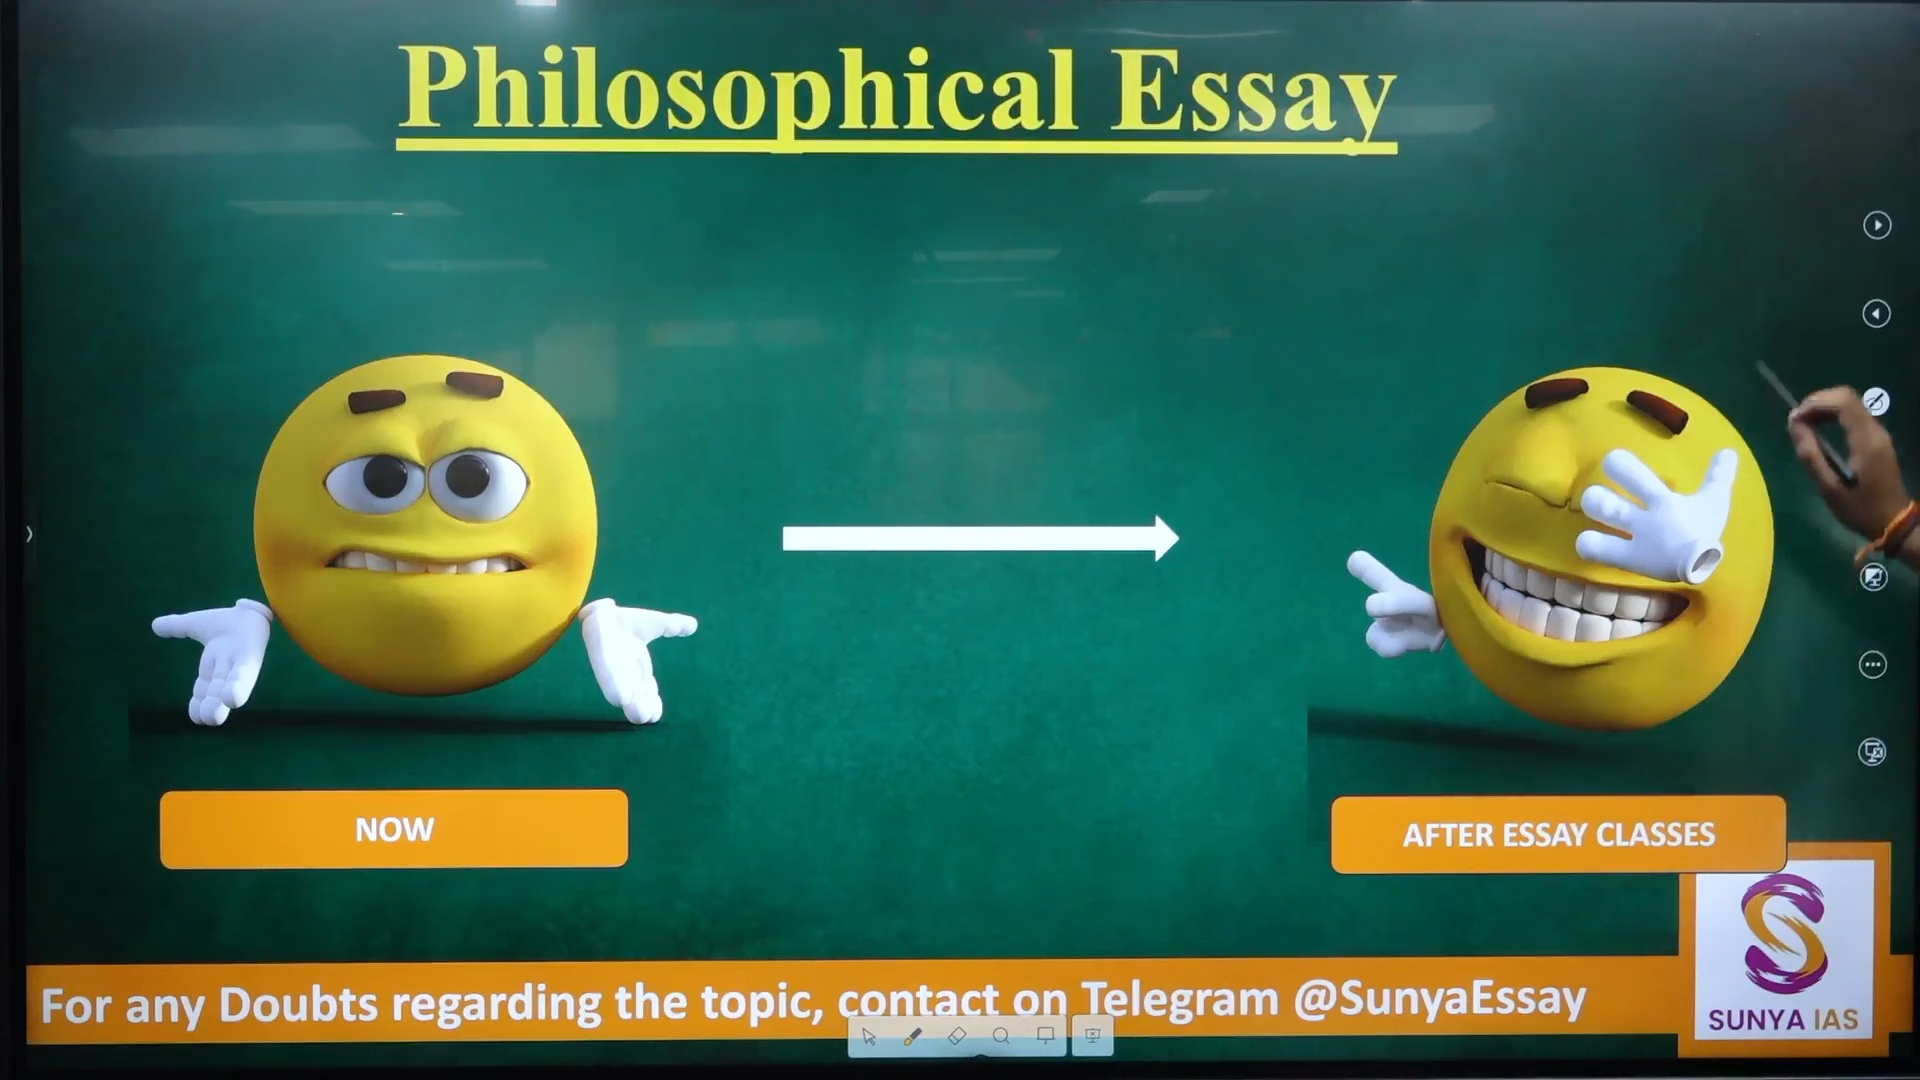 Philosophical Essay
NOW
AFTER ESSAY CLASSES
For any Doubts regarding the topic, contact on Telegram @SunyaEssay
SUNYA IAS